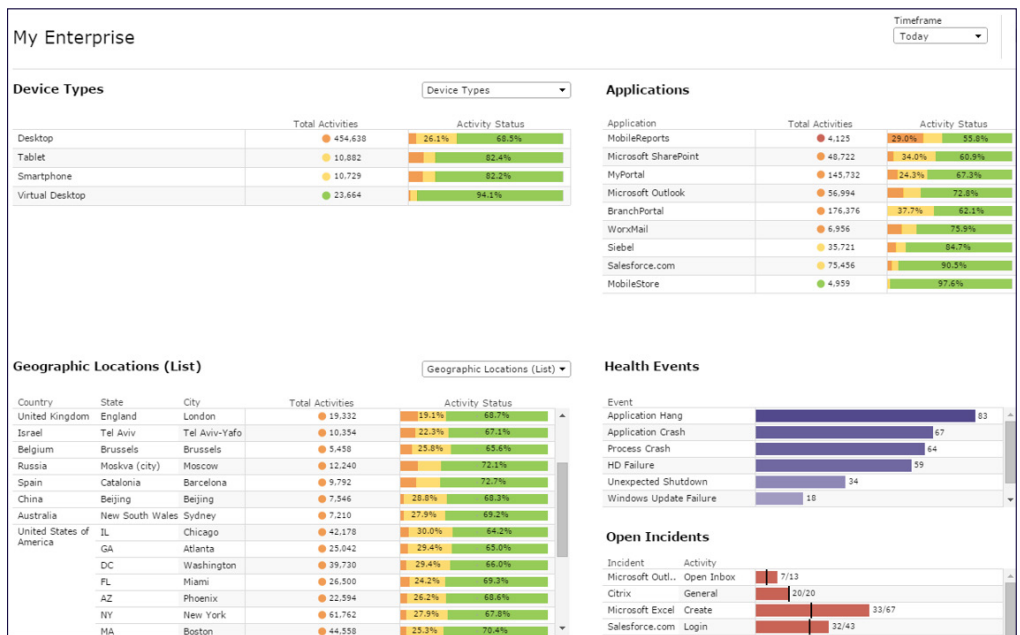 Timeframe
My Enterprise
Today
Device Types
Device Types
Total Activities Activity Status
Desktop 454,638 26.1% 68.5%
Tablet 10,882 82.4%
Smartphone 10,729 82.2%
Virtual Desktop 23,664 94.1%
Applications
Application Total Activities Activity Status
MobileReports 4,125 29.0% 55.8%
Microsoft SharePoint 48,722 34.0% 60.9%
MyPortal 145,732 24.3% 67.3%
Microsoft Outlook 56,994 72.8%
BranchPortal 176,376 37.7% 62.1%
WorxMail 6,956 75.9%
Siebel 35,721 84.7%
Salesforce.com 75,456 90.5%
MobileStore 4,959 97.6%
Geographic Locations (List)
Geographic Locations (List)
Country State City Total Activities Activity Status
United Kingdom England London 19,332 19.1% 68.7%
Israel Tel Aviv Tel Aviv-Yafo 10,354 22.3% 67.1%
Belgium Brussels Brussels 5,458 25.8% 65.6%
Russia Moskva (city) Moscow 12,240 72.1%
Spain Catalonia Barcelona 9,792 72.7%
China Beijing Beijing 7,546 28.8% 68.3%
Australia New South Wales Sydney 7,210 27.9% 69.2%
United States of America IL Chicago 42,178 30.0% 64.2%
GA Atlanta 25,042 29.4% 65.0%
DC Washington 39,730 29.4% 66.0%
FL Miami 26,500 24.2% 69.3%
AZ Phoenix 22,594 26.2% 68.6%
NY New York 61,762 27.9% 67.8%
MA Boston 44,558 25.3% 70.4%
Health Events
Event
Application Hang 83
Application Crash 67
Process Crash 64
HD Failure 59
Unexpected Shutdown 34
Windows Update Failure 18
Open Incidents
Incident Activity
Microsoft Outl.. Open Inbox 7/13
Citrix General 20/20
Microsoft Excel Create 33/67
Salesforce.com Login 32/43